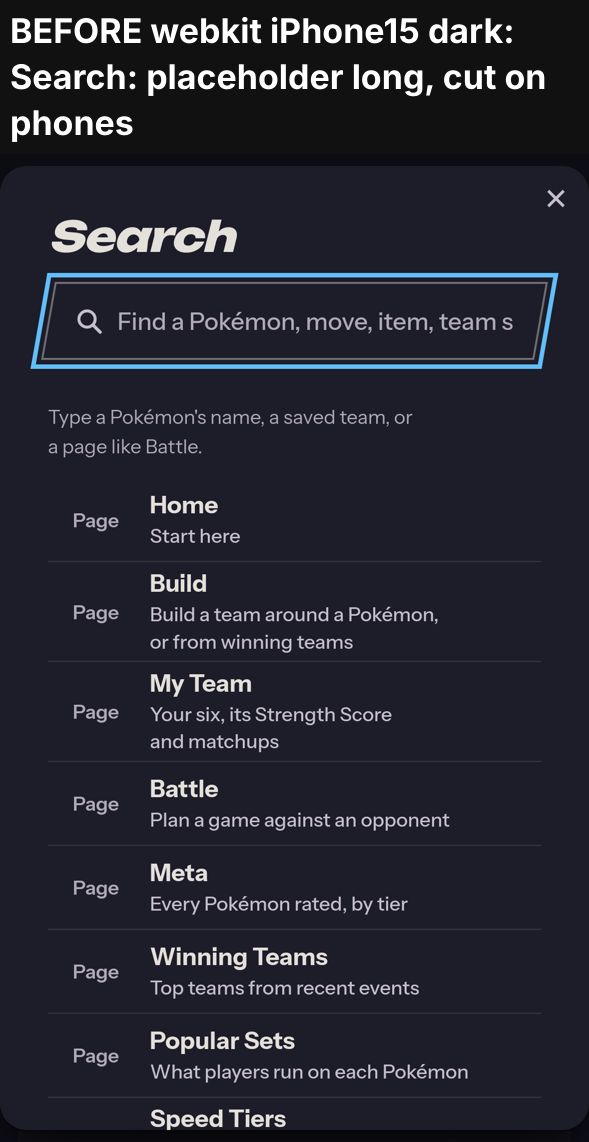 BEFORE webkit iPhone15 dark:
Search: placeholder long, cut on
phones
Search
Find a Pokémon, move, item, team s
Type a Pokémon's name, a saved team, or
a page like Battle.
Page
Home
Start here
Page
Build
Build a team around a Pokémon,
or from winning teams
Page
My Team
Your six, its Strength Score
and matchups
Page
Battle
Plan a game against an opponent
Page
Meta
Every Pokémon rated, by tier
Page
Winning Teams
Top teams from recent events
Page
Popular Sets
What players run on each Pokémon
Speed Tiers